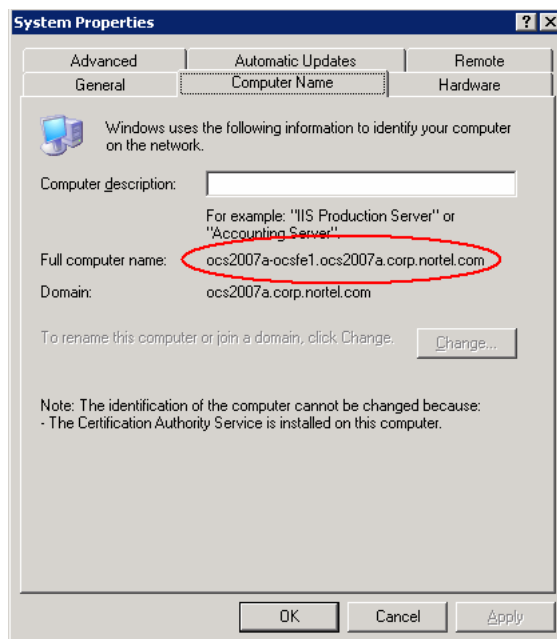 System Properties
Advanced
Automatic Updates
Remote
General
Computer Name
Hardware
Windows uses the following information to identify your computer
on the network.
Computer description:
For example: "IIS Production Server" or
"Accounting Server".
Full computer name:
ocs2007a-ocsfe1.ocs2007a.corp.nortel.com
Domain:
ocs2007a.corp.nortel.com
To rename this computer or join a domain, click Change.
Change...
Note: The identification of the computer cannot be changed because:
- The Certification Authority Service is installed on this computer.
OK
Cancel
Apply